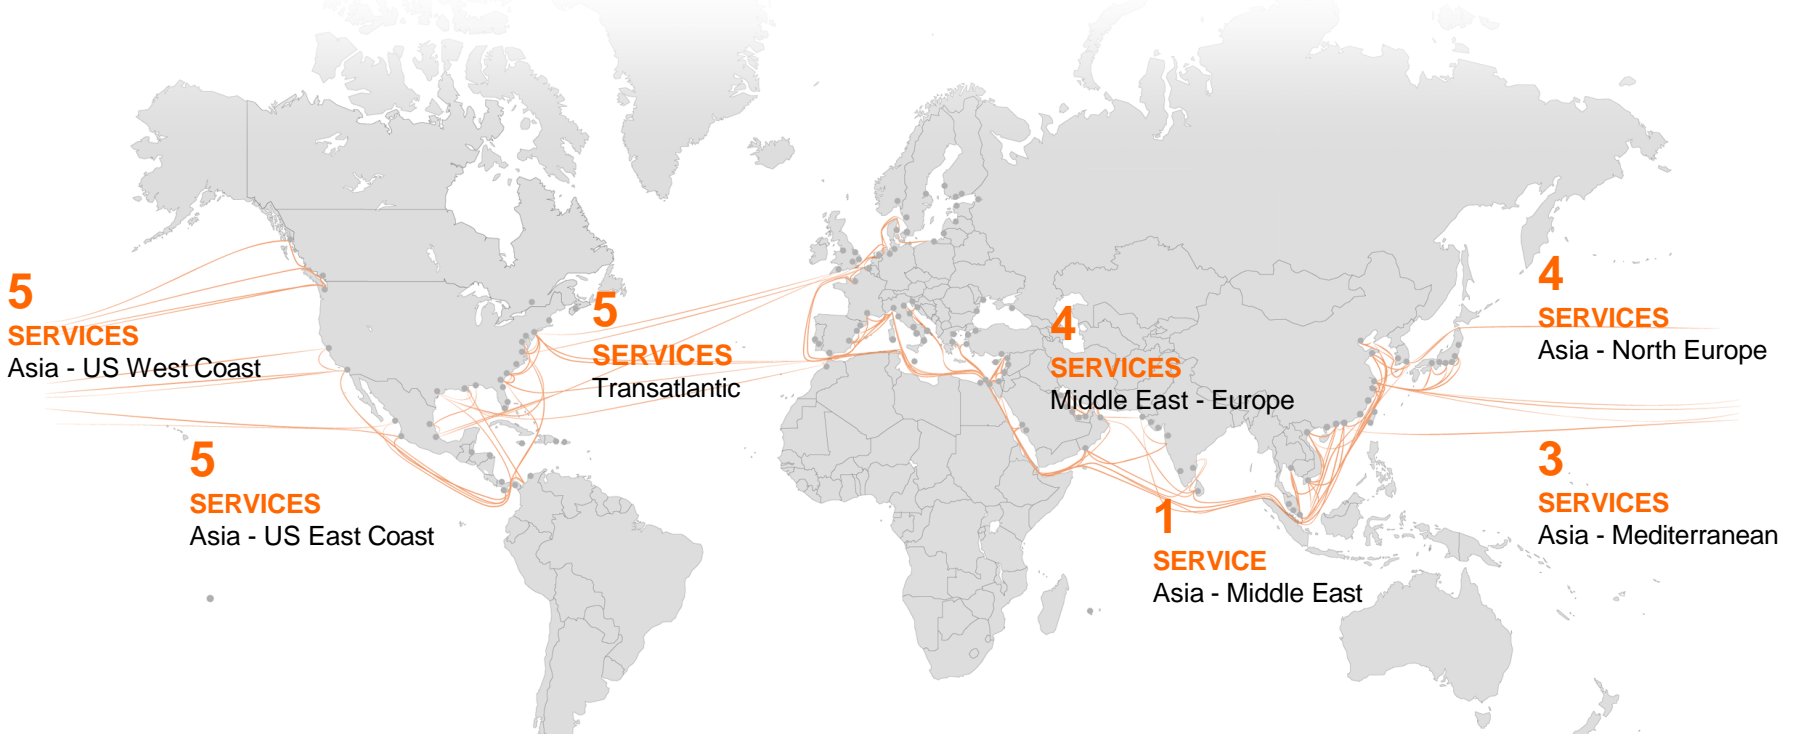 5
SERVICES
Asia - US West Coast
5
SERVICES
Asia - US East Coast
5
SERVICES
Transatlantic
4
SERVICES
Middle East - Europe
1
SERVICE
Asia - Middle East
4
SERVICES
Asia - North Europe
3
SERVICES
Asia - Mediterranean